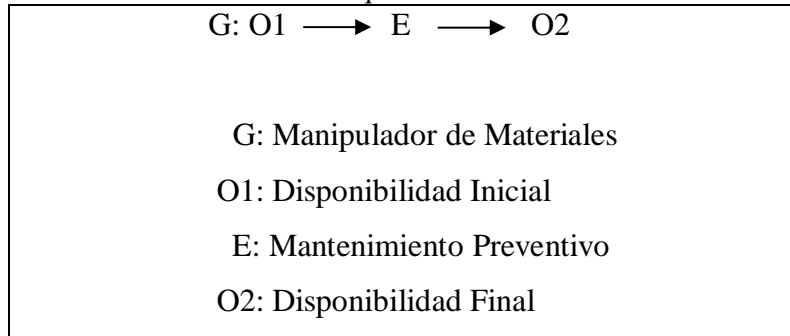 G: O1 ⟶ E ⟶ O2
G: Manipulador de Materiales
O1: Disponibilidad Inicial
E: Mantenimiento Preventivo
O2: Disponibilidad Final